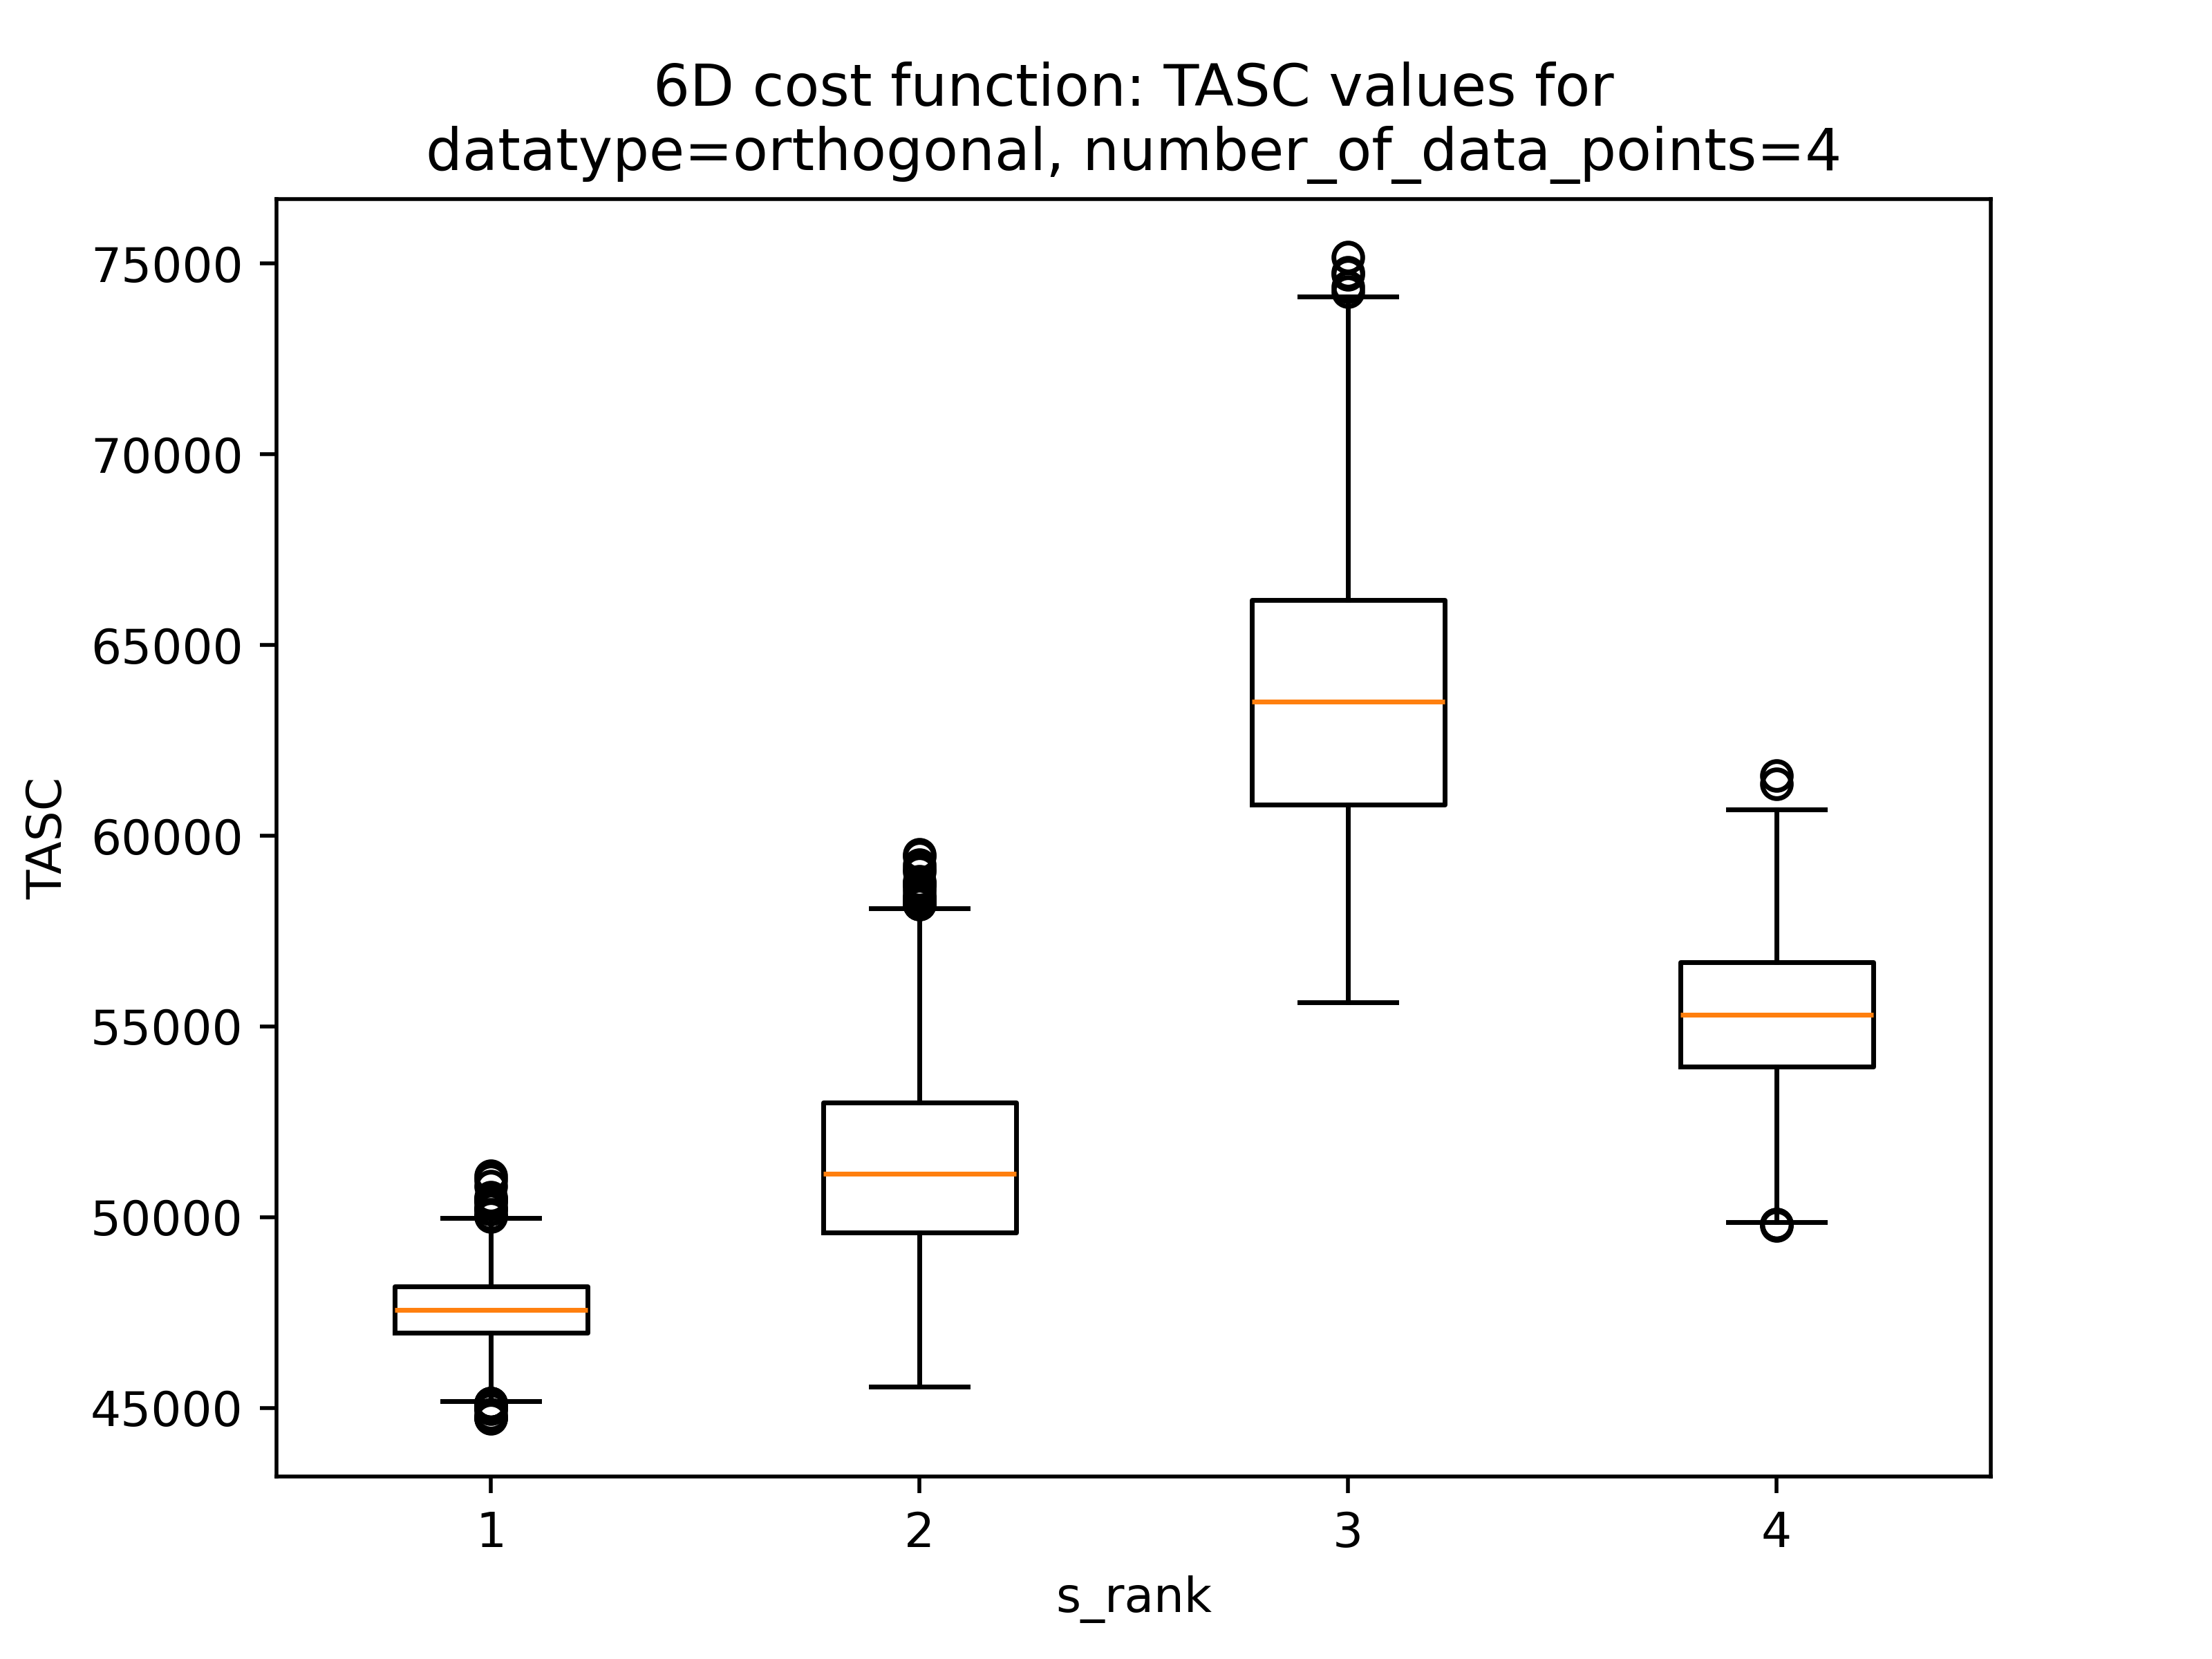 6D cost function: TASC values for
datatype=orthogonal, number_of_data_points=4
75000
70000
65000
60000
55000
50000
45000
TASC
1 2 3 4
s_rank